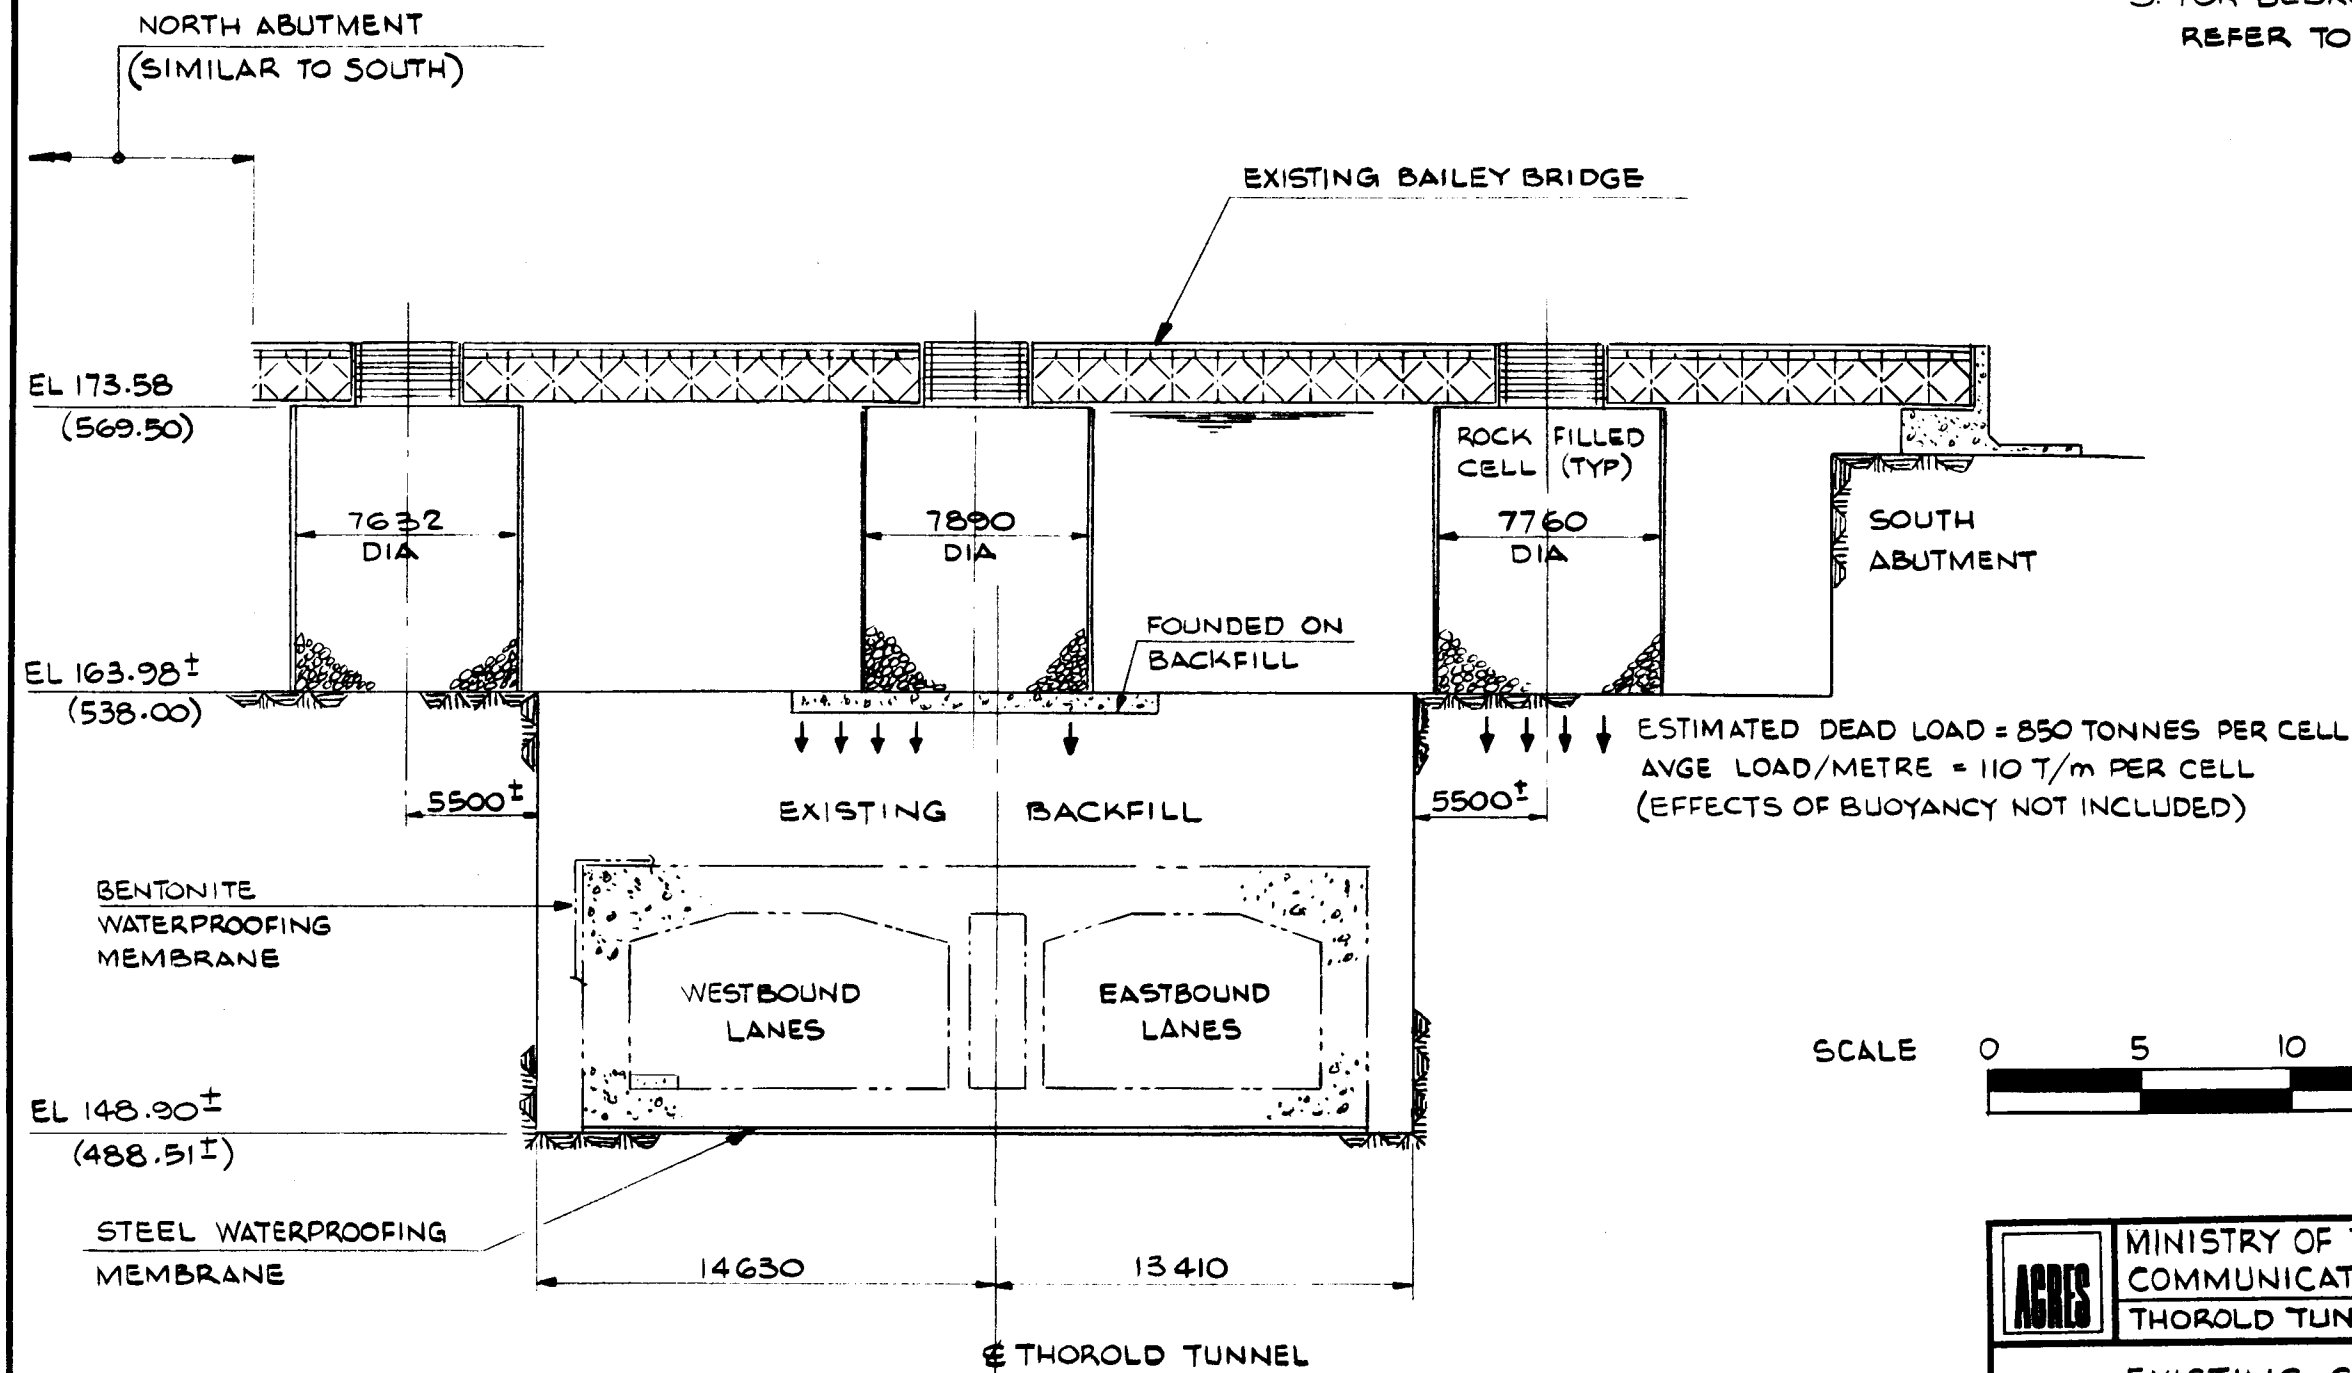 NORTH ABUTMENT
(SIMILAR TO SOUTH)
REFER TO
EXISTING BAILEY BRIDGE
EL 173.58
(569.50)
ROCK FILLED
CELL (TYP)
7632
DIA
7890
DIA
7760
DIA
SOUTH
ABUTMENT
FOUNDED ON
BACKFILL
EL 163.98±
(538.00)
ESTIMATED DEAD LOAD = 850 TONNES PER CELL
AVGE LOAD/METRE = 110 T/m PER CELL
(EFFECTS OF BUOYANCY NOT INCLUDED)
5500±
EXISTING BACKFILL
5500±
BENTONITE
WATERPROOFING
MEMBRANE
WESTBOUND
LANES
EASTBOUND
LANES
SCALE 0 5 10
EL 148.90±
(488.51±)
STEEL WATERPROOFING
MEMBRANE
14630
13410
℄ THOROLD TUNNEL
ACRES
MINISTRY OF
COMMUNICAT
THOROLD TUN